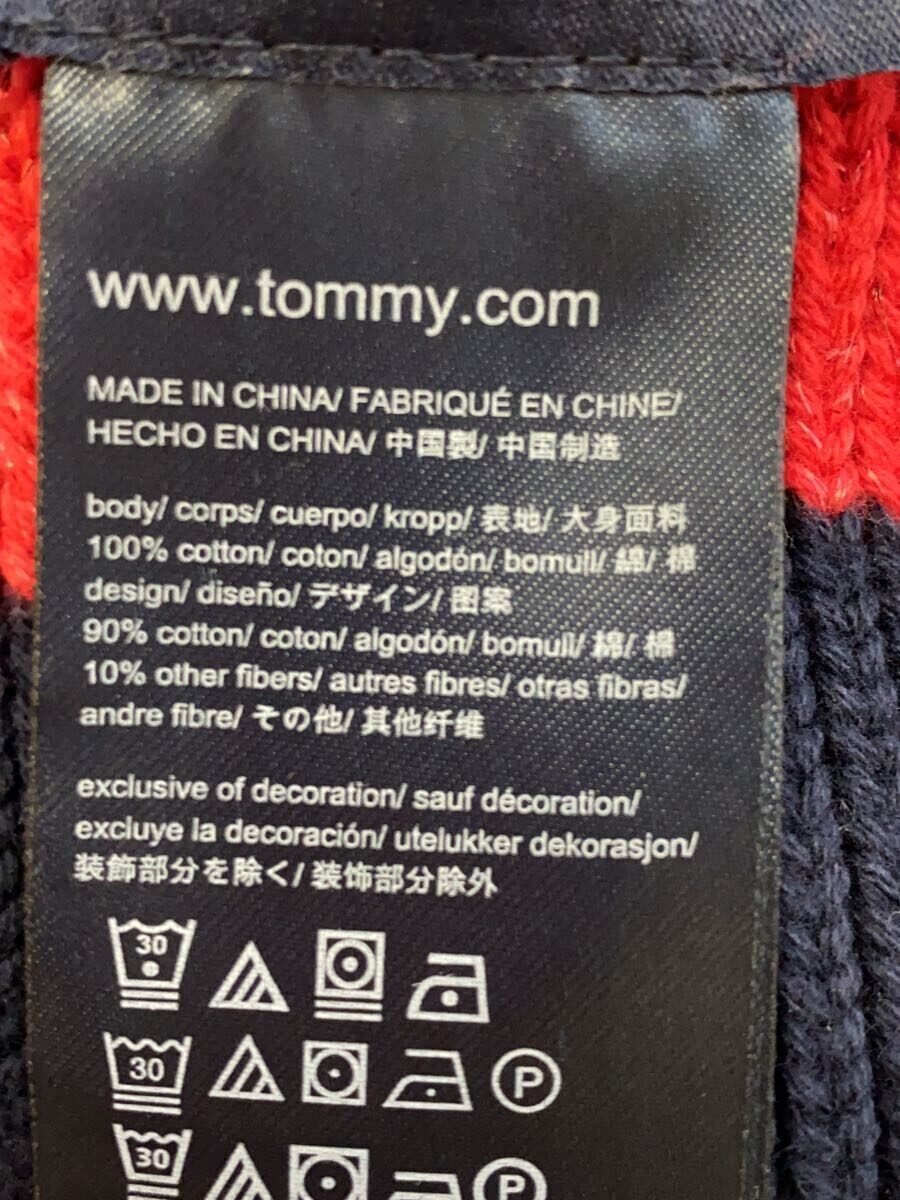 www.tommy.com
MADE IN CHINA/ FABRIQUÉ EN CHINE/
HECHO EN CHINA/ 中国製/ 中国制造
body/ corps/ cuerpo/ kropp/ 表地/ 大身面料
100% cotton/ coton/ algodón/ bomull/ 綿/ 棉
design/ diseño/ デザイン/ 图案
90% cotton/ coton/ algodón/ bomull/ 綿/ 棉
10% other fibers/ autres fibres/ otras fibras/
andre fibre/ その他/ 其他纤维
exclusive of decoration/ sauf décoration/
excluye la decoración/ utelukker dekorasjon/
装飾部分を除く/ 装饰部分除外
30
30 P
30 P